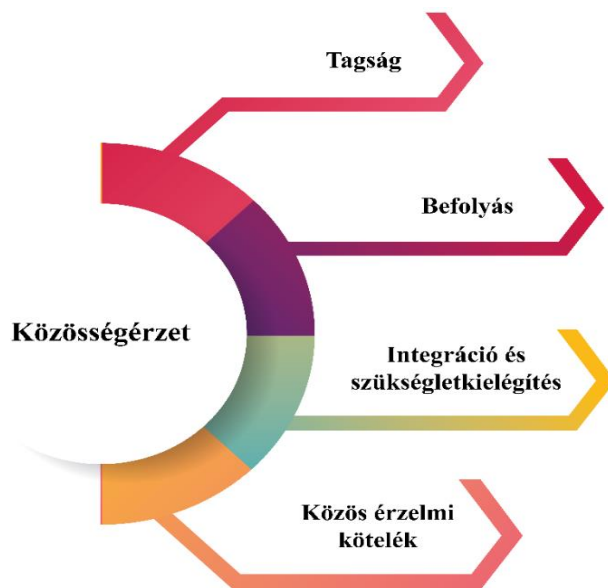 Tagság
Befolyás
Közösségérzet
Integráció és
szükségletkielégítés
Közös érzelmi
kötelék